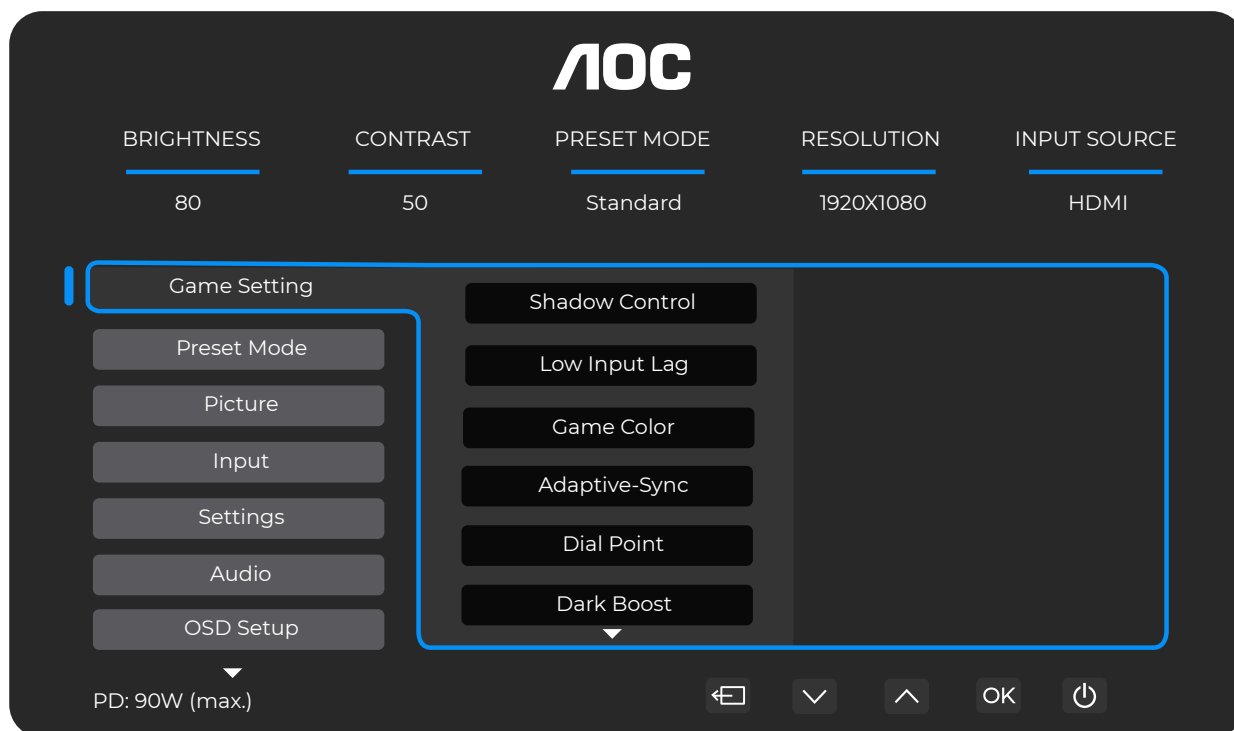 AOC
BRIGHTNESS CONTRAST PRESET MODE RESOLUTION INPUT SOURCE
80 50 Standard 1920X1080 HDMI
Game Setting
Preset Mode
Picture
Input
Settings
Audio
OSD Setup
Shadow Control
Low Input Lag
Game Color
Adaptive-Sync
Dial Point
Dark Boost
PD: 90W (max.)
OK